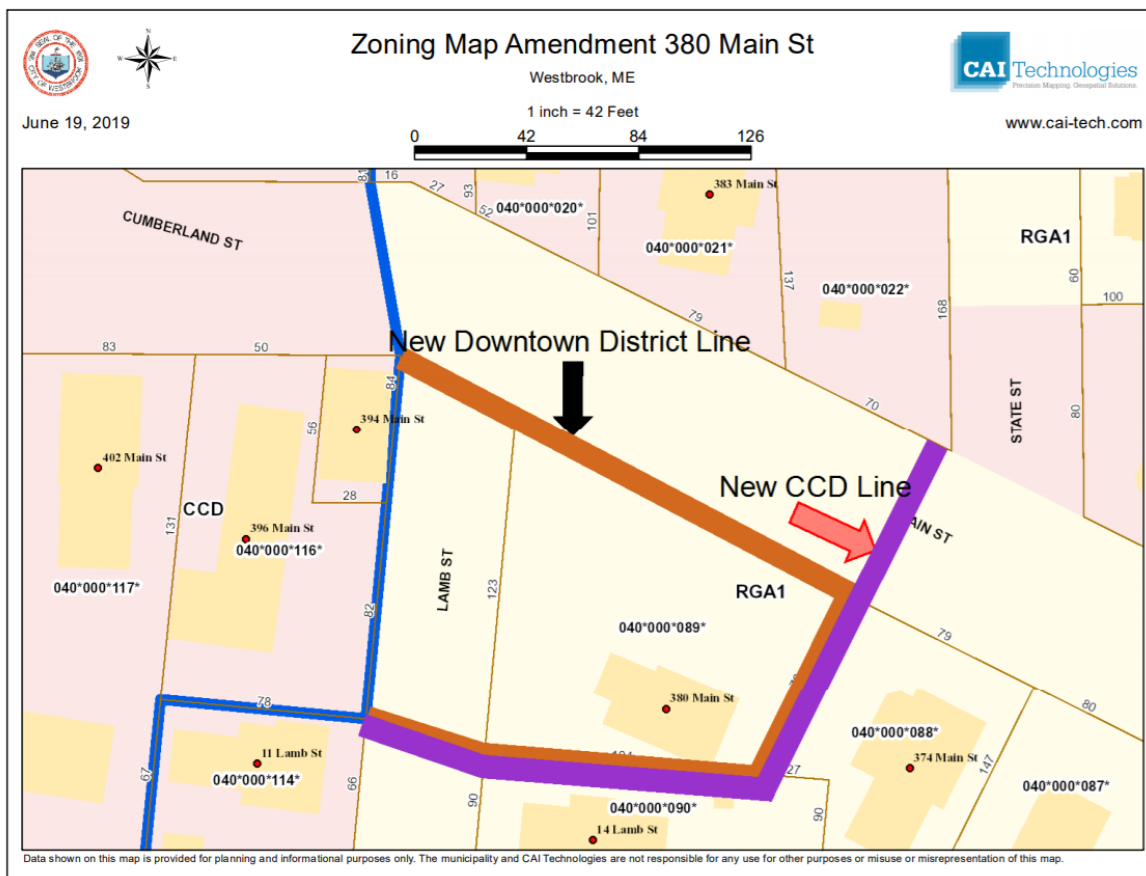 Zoning Map Amendment 380 Main St
Westbrook, ME
1 inch = 42 Feet
CAI Technologies
Precision Mapping. Geospatial Solutions.
June 19, 2019
www.cai-tech.com
0 42 84 126
CUMBERLAND ST
81
16
27
52
93
040*000*020*
101
383 Main St
040*000*021*
137
040*000*022*
168
RGA1
60
100
STATE ST
80
79
70
83
50
84
New Downtown District Line
394 Main St
56
28
402 Main St
131
CCD
396 Main St
040*000*116*
040*000*117*
82
LAMB ST
123
New CCD Line
AIN ST
RGA1
040*000*089*
79
380 Main St
80
78
67
11 Lamb St
040*000*114*
66
90
27
040*000*090*
14 Lamb St
90
040*000*088*
374 Main St
147
040*000*087*
Data shown on this map is provided for planning and informational purposes only. The municipality and CAI Technologies are not responsible for any use for other purposes or misuse or misrepresentation of this map.